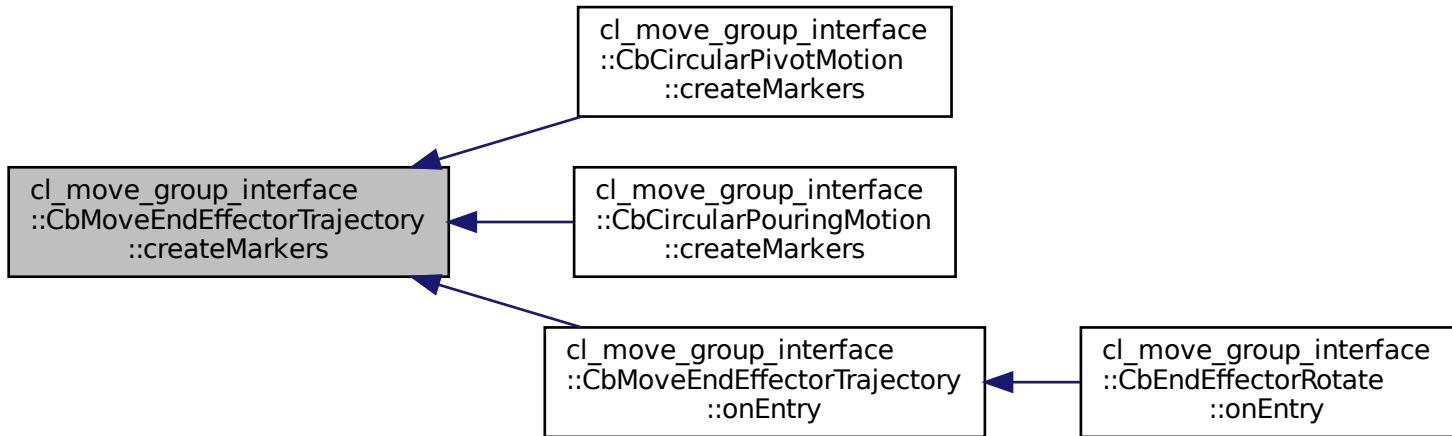 cl_move_group_interface
::CbCircularPivotMotion
::createMarkers
cl_move_group_interface
::CbMoveEndEffectorTrajectory
::createMarkers
cl_move_group_interface
::CbCircularPouringMotion
::createMarkers
cl_move_group_interface
::CbMoveEndEffectorTrajectory
::onEntry
cl_move_group_interface
::CbEndEffectorRotate
::onEntry